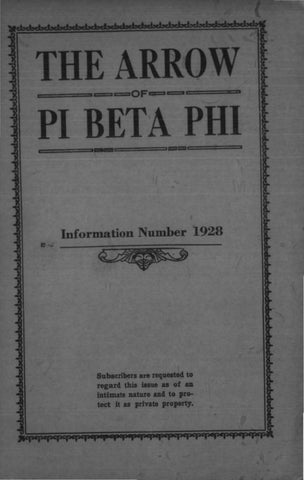 THE ARROW
OF
PI BETA PHI
Information Number 1928
Subscribers are requested to
regard this issue as of an
intimate nature and to pro-
tect it as private property.